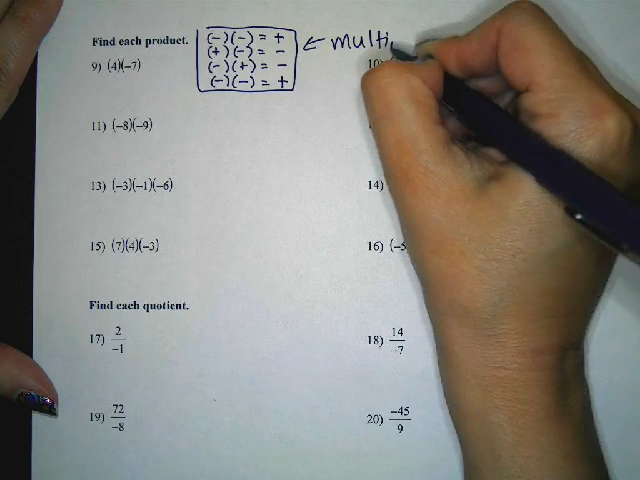 Find each product.
(-)(-) = +
(+)(-) = -
(-)(+) = -
(-)(-) = +
← multi
9) (4)(−7)
10)
11) (−8)(−9)
13) (−3)(−1)(−6)
14)
15) (7)(4)(−3)
16) (−5
Find each quotient.
17) 2/−1
18) 14/−7
19) 72/−8
20) −45/9